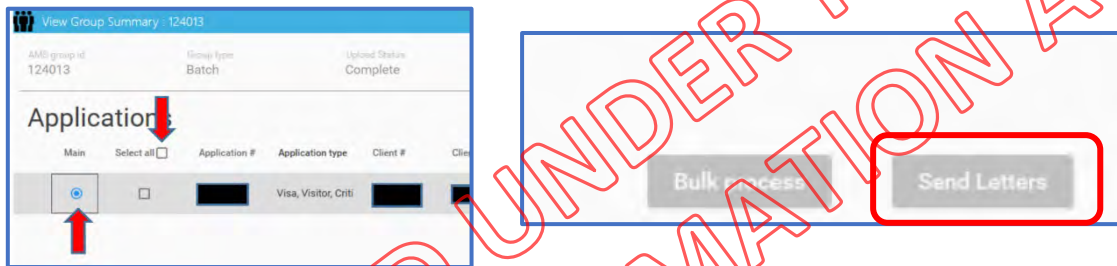 View Group Summary : 124013
AMS group id Group type Upload Status
124013 Batch Complete
Applications
Main Select all Application # Application type Client # Clie
Visa, Visitor, Criti
Bulk process Send Letters
D UNDER
MATION A